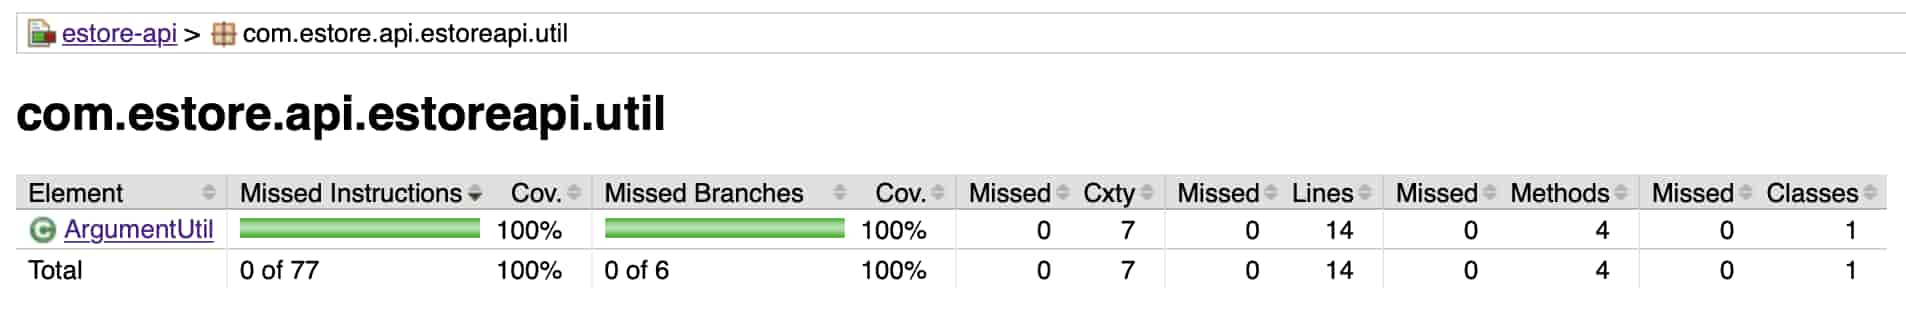 estore-api > com.estore.api.estoreapi.util
com.estore.api.estoreapi.util
Element Missed Instructions Cov. Missed Branches Cov. Missed Cxty Missed Lines Missed Methods Missed Classes
C ArgumentUtil 100% 100% 0 7 0 14 0 4 0 1
Total 0 of 77 100% 0 of 6 100% 0 7 0 14 0 4 0 1